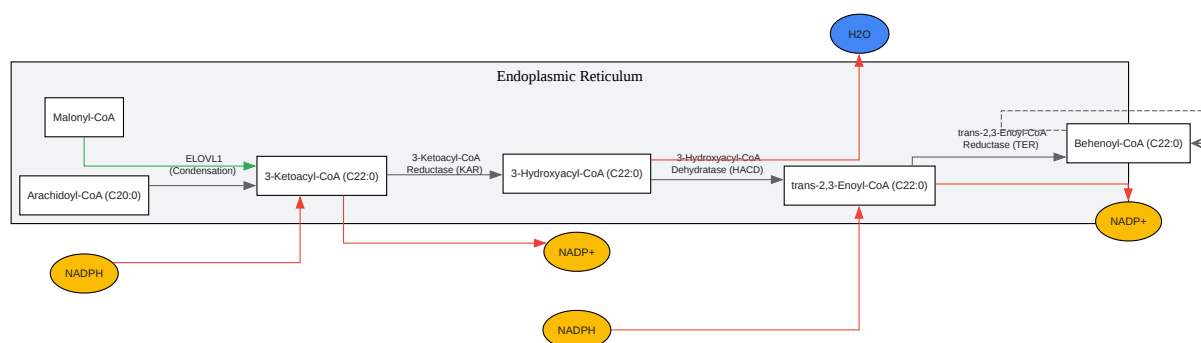 H2O
Endoplasmic Reticulum
Malonyl-CoA
ELOVL1
(Condensation)
Arachidoyl-CoA (C20:0)
3-Ketoacyl-CoA (C22:0)
3-Ketoacyl-CoA
Reductase (KAR)
3-Hydroxyacyl-CoA (C22:0)
3-Hydroxyacyl-CoA
Dehydratase (HACD)
trans-2,3-Enoyl-CoA (C22:0)
trans-2,3-Enoyl-CoA
Reductase (TER)
Behenoyl-CoA (C22:0)
NADPH
NADP+
NADPH
NADP+